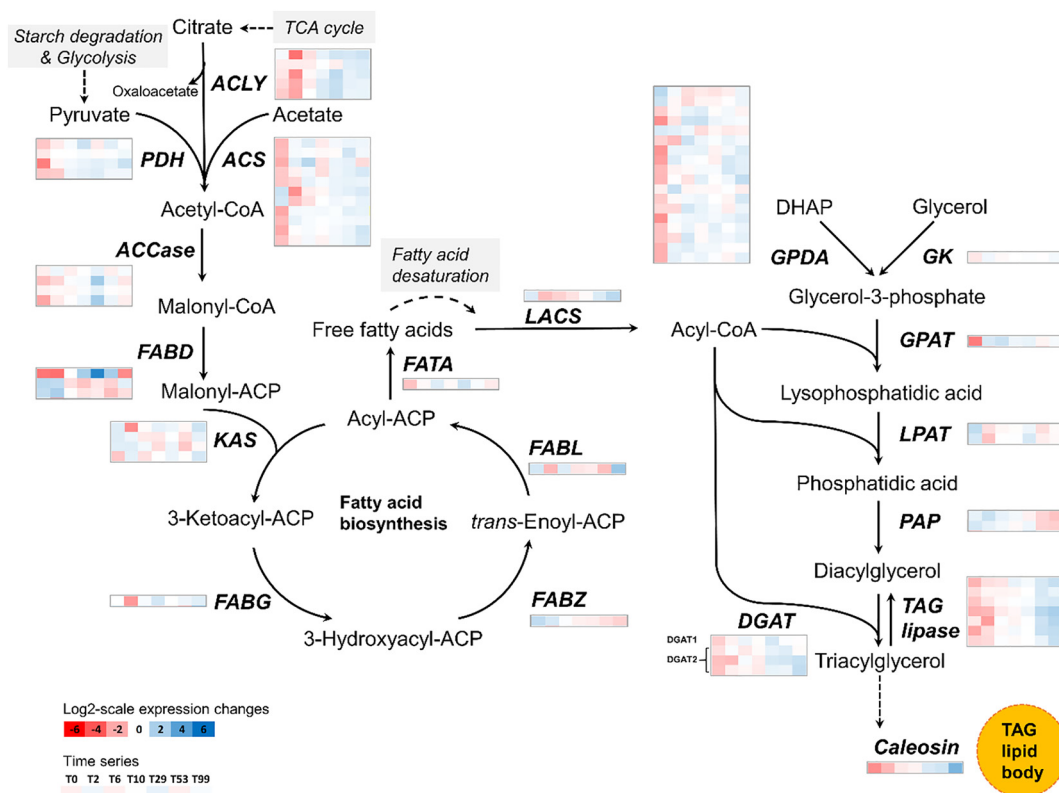 Citrate
TCA cycle
Starch degradation
& Glycolysis
Oxaloacetate
ACLY
Pyruvate
Acetate
PDH
ACS
Acetyl-CoA
ACCase
Malonyl-CoA
FABD
Malonyl-ACP
KAS
Fatty acid
desaturation
Free fatty acids
LACS
FATA
Acyl-ACP
FABL
3-Ketoacyl-ACP
Fatty acid
biosynthesis
trans-Enoyl-ACP
FABG
FABZ
3-Hydroxyacyl-ACP
DHAP
Glycerol
GPDA
GK
Glycerol-3-phosphate
Acyl-CoA
GPAT
Lysophosphatidic acid
LPAT
Phosphatidic acid
PAP
Diacylglycerol
DGAT
TAG
lipase
DGAT1
DGAT2
Triacylglycerol
Caleosin
TAG
lipid
body
Log2-scale expression changes
-6 -4 -2 0 2 4 6
Time series
T0 T2 T6 T10 T29 T53 T99